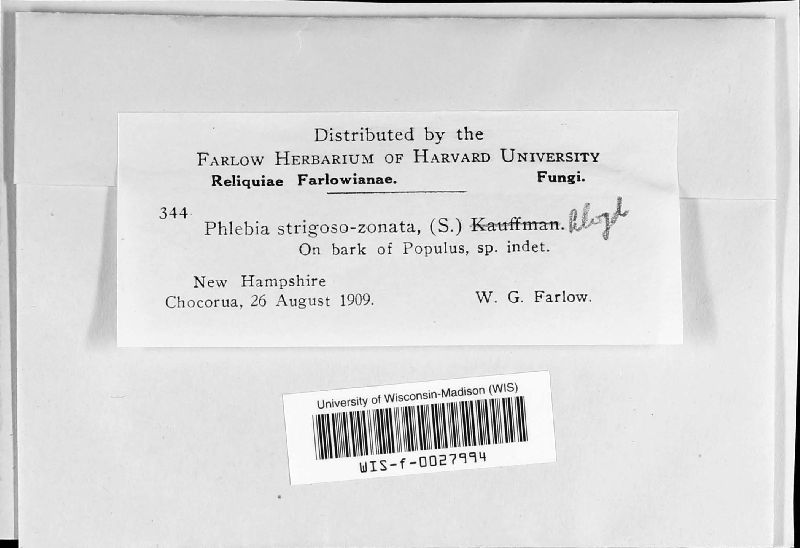 Distributed by the
FARLOW HERBARIUM OF HARVARD UNIVERSITY
Reliquiae Farlowianae. Fungi.
344
Phlebia strigoso-zonata, (S.) Kauffman. Lloyd
On bark of Populus, sp. indet.
New Hampshire
Chocorua, 26 August 1909. W. G. Farlow.
University of Wisconsin-Madison (WIS)
WIS-f-0027994